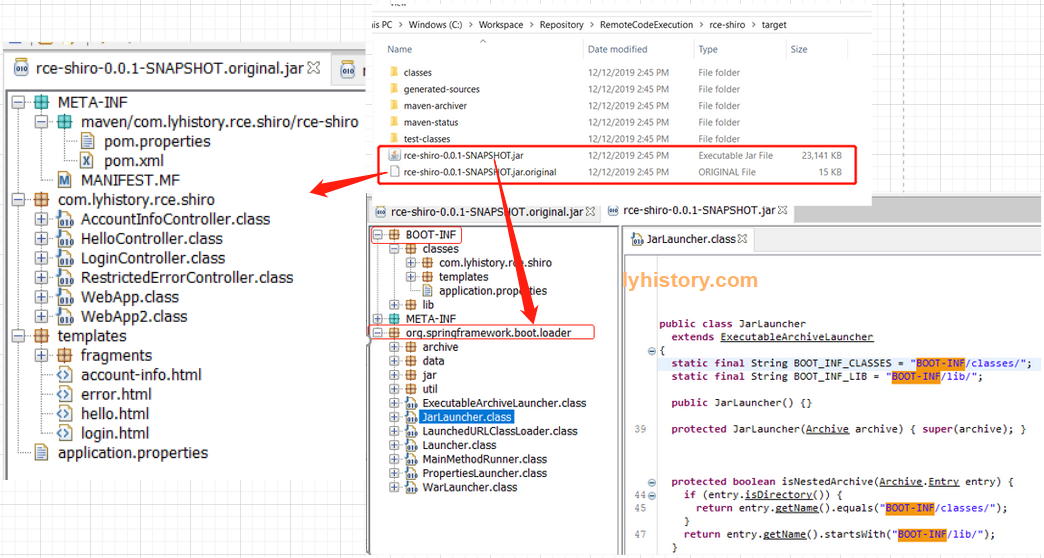 rce-shiro-0.0.1-SNAPSHOT.original.jar
META-INF
maven/com.lyhistory.rce.shiro/rce-shiro
pom.properties
pom.xml
MANIFEST.MF
com.lyhistory.rce.shiro
AccountInfoController.class
HelloController.class
LoginController.class
RestrictedErrorController.class
WebApp.class
WebApp2.class
templates
fragments
account-info.html
error.html
hello.html
login.html
application.properties
his PC > Windows (C:) > Workspace > Repository > RemoteCodeExecution > rce-shiro > target
Name Date modified Type Size
classes 12/12/2019 2:45 PM File folder
generated-sources 12/12/2019 2:45 PM File folder
maven-archiver 12/12/2019 2:45 PM File folder
maven-status 12/12/2019 2:45 PM File folder
test-classes 12/12/2019 2:45 PM File folder
rce-shiro-0.0.1-SNAPSHOT.jar 12/12/2019 2:45 PM Executable Jar File 23,141 KB
rce-shiro-0.0.1-SNAPSHOT.jar.original 12/12/2019 2:45 PM ORIGINAL File 15 KB
rce-shiro-0.0.1-SNAPSHOT.original.jar rce-shiro-0.0.1-SNAPSHOT.jar
BOOT-INF
classes
com.lyhistory.rce.shiro
templates
application.properties
lib
META-INF
org.springframework.boot.loader
archive
data
jar
util
ExecutableArchiveLauncher.class
JarLauncher.class
LaunchedURLClassLoader.class
Launcher.class
MainMethodRunner.class
PropertiesLauncher.class
WarLauncher.class
JarLauncher.class
lyhistory.com
public class JarLauncher
extends ExecutableArchiveLauncher
{
static final String BOOT_INF_CLASSES = "BOOT-INF/classes/";
static final String BOOT_INF_LIB = "BOOT-INF/lib/";
public JarLauncher() {}
39 protected JarLauncher(Archive archive) { super(archive); }
protected boolean isNestedArchive(Archive.Entry entry) {
44 if (entry.isDirectory()) {
45 return entry.getName().equals("BOOT-INF/classes/");
}
47 return entry.getName().startsWith("BOOT-INF/lib/");
}